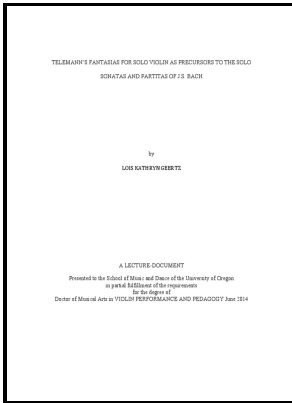 TELEMANN'S FANTASIAS FOR SOLO VIOLIN AS PRECURSORS TO THE SOLO
SONATAS AND PARTITAS OF J.S. BACH
by
LOIS KATHRYN GEERTZ
A LECTURE-DOCUMENT
Presented to the School of Music and Dance of the University of Oregon
in partial fulfillment of the requirements
for the degree of
Doctor of Musical Arts in VIOLIN PERFORMANCE AND PEDAGOGY June 2014